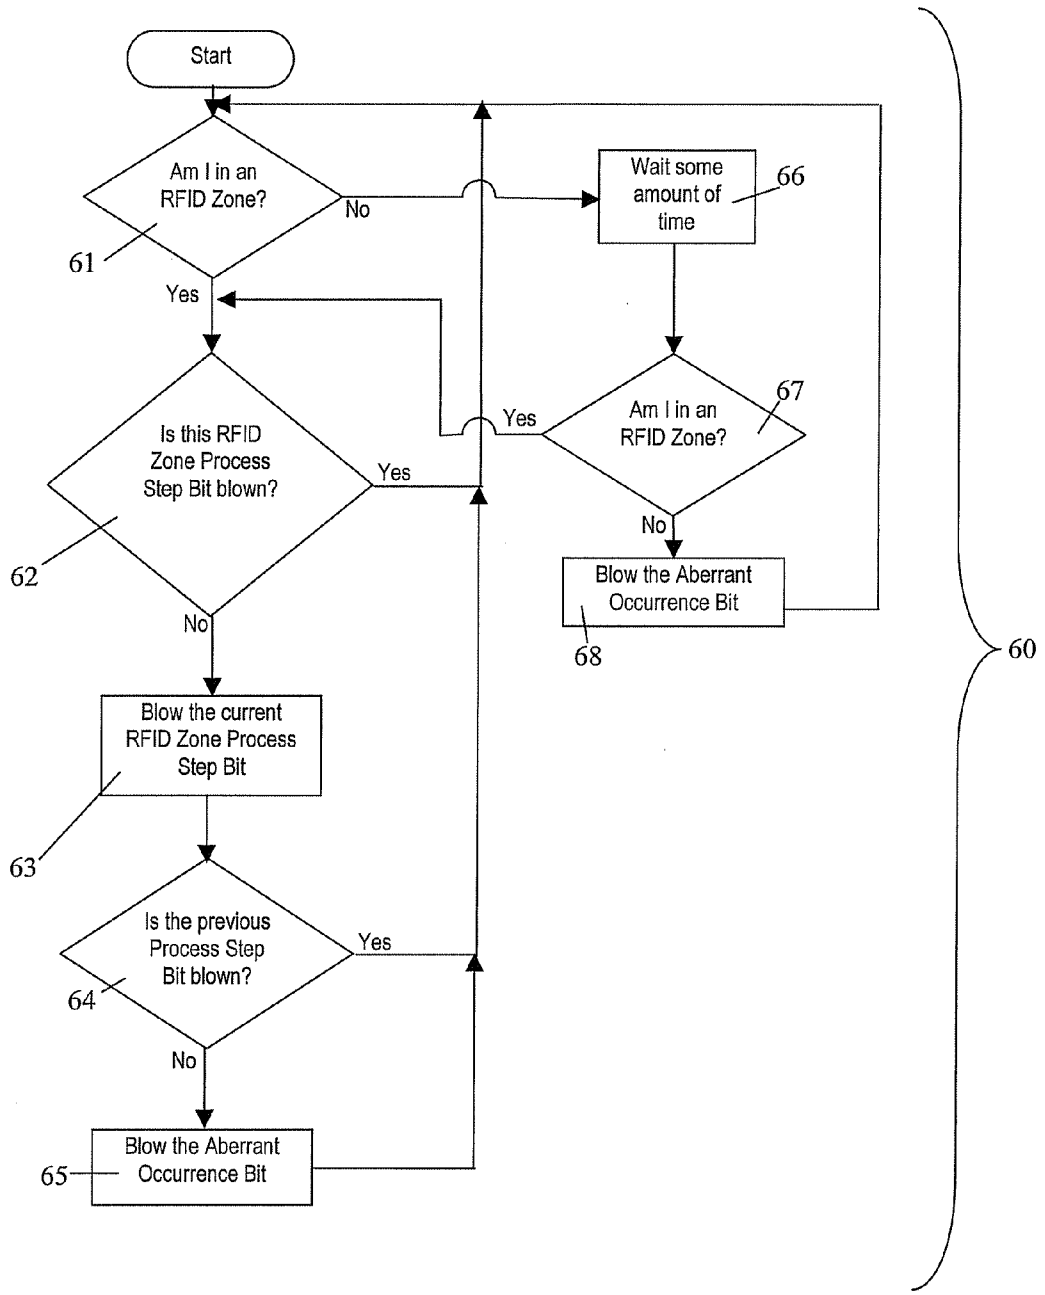 Start
Am I in an
RFID Zone?
61
No
Yes
Wait some
amount of
time
66
Am I in an
RFID Zone?
67
Yes
No
Blow the Aberrant
Occurrence Bit
68
Is this RFID
Zone Process
Step Bit blown?
62
Yes
No
Blow the current
RFID Zone Process
Step Bit
63
Is the previous
Process Step
Bit blown?
64
Yes
No
Blow the Aberrant
Occurrence Bit
65
60